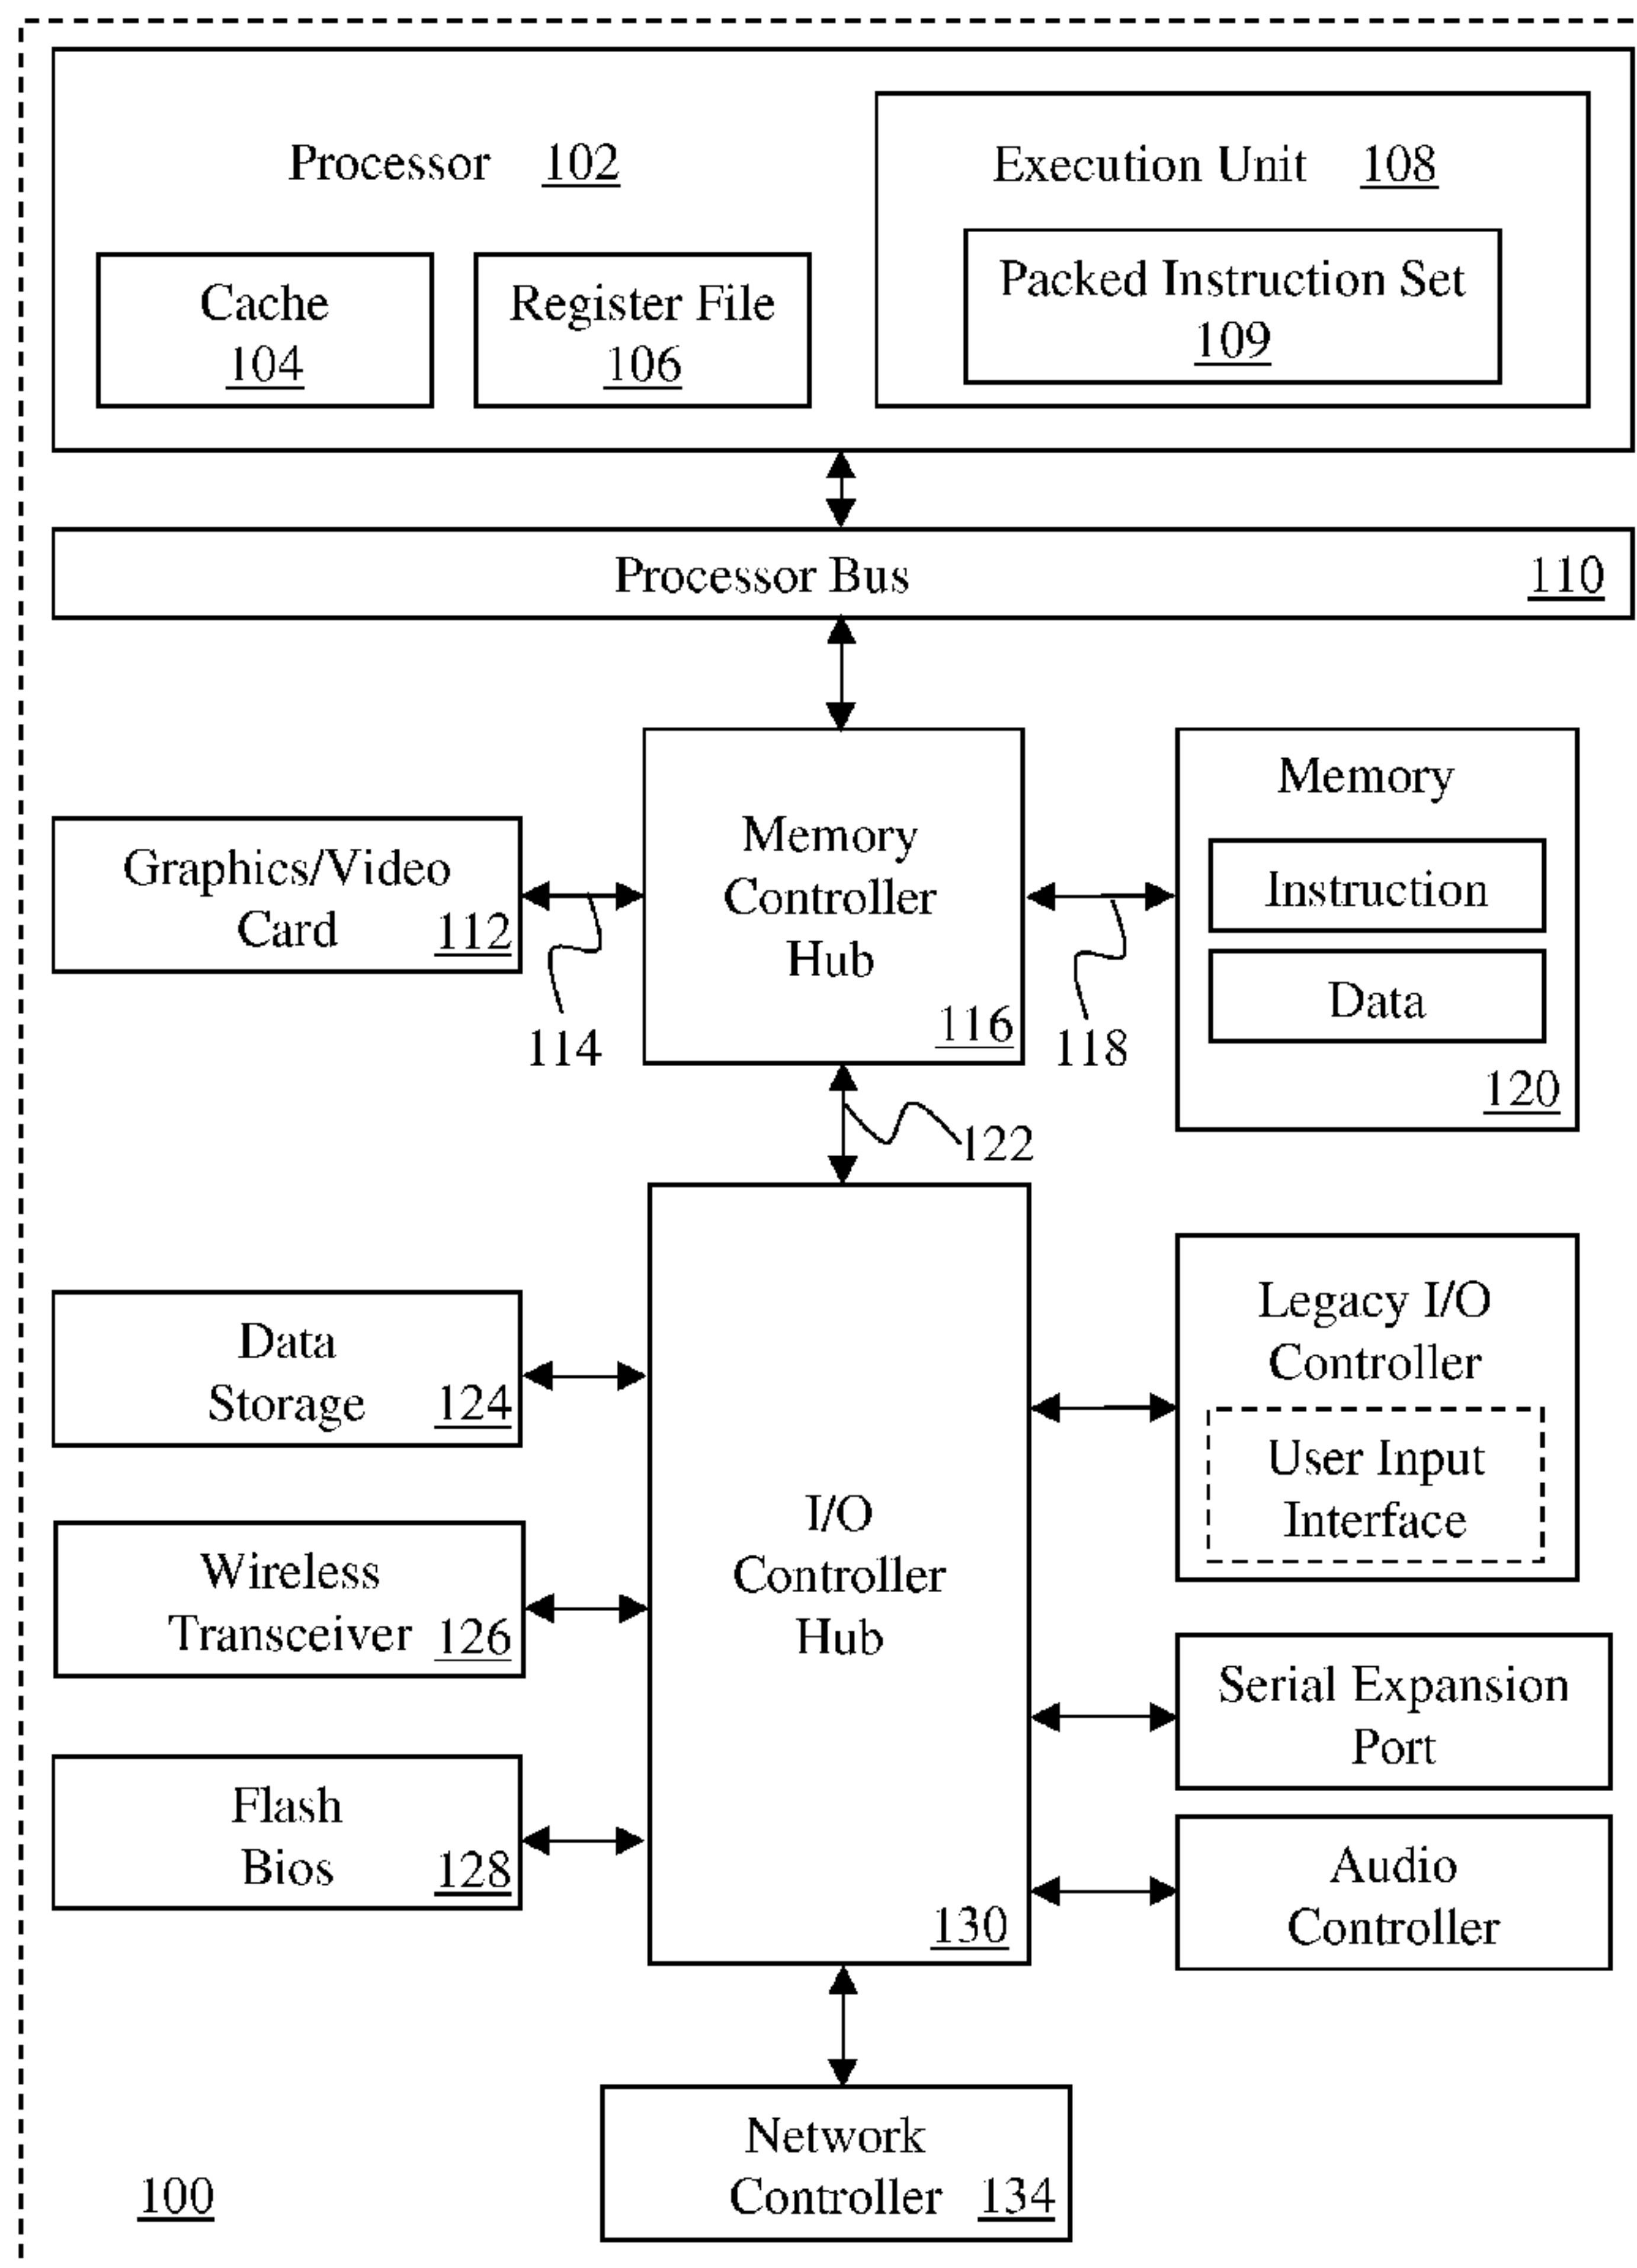 Processor 102
Execution Unit 108
Cache
104
Register File
106
Packed Instruction Set
109
Processor Bus 110
Graphics/Video
Card 112
114
Memory
Controller
Hub
116
118
Memory
Instruction
Data
120
122
Data
Storage 124
Wireless
Transceiver 126
Flash
Bios 128
I/O
Controller
Hub
130
Legacy I/O
Controller
User Input
Interface
Serial Expansion
Port
Audio
Controller
Network
Controller 134
100